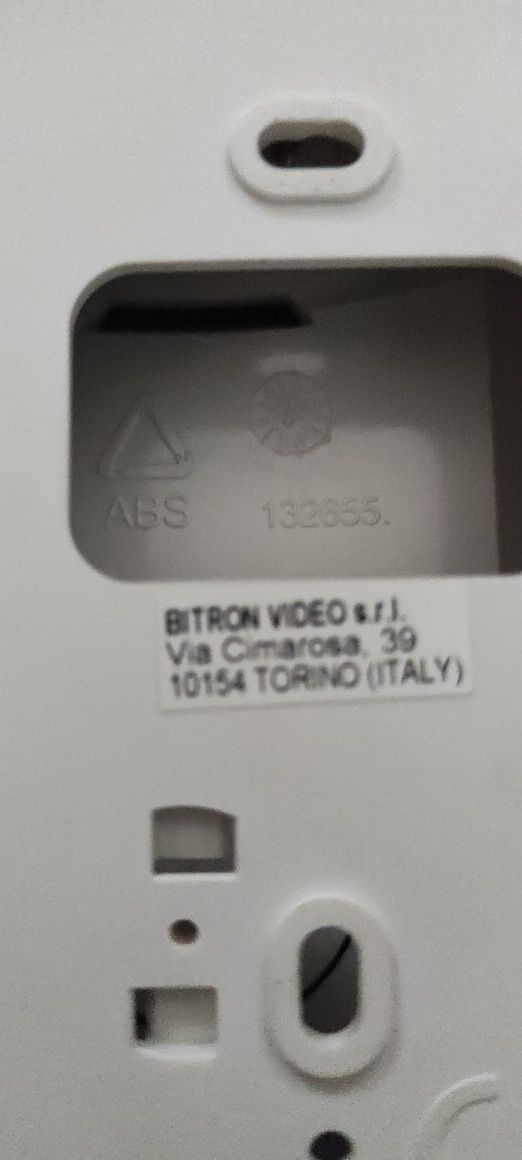 ABS 132655.
BITRON VIDEO s.r.l.
Via Cimarosa, 39
10154 TORINO (ITALY)